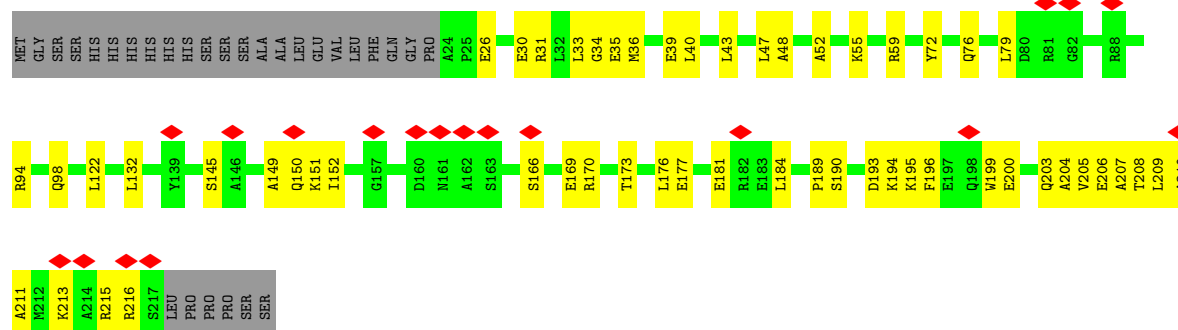 MET GLY SER SER HIS HIS HIS HIS HIS HIS SER SER SER ALA ALA LEU GLU VAL LEU PHE GLN GLY PRO A24 P25 E26 E30 R31 L32 L33 G34 E35 M36 E39 L40 L43 L47 A48 A52 K55 R59 Y72 Q76 L79 D80 R81 G82 R88
R94 Q98 L122 L132 Y139 S145 A146 A149 Q150 K151 I152 G157 D160 N161 A162 S163 S166 E169 R170 T173 L176 E177 E181 R182 E183 L184 P189 S190 D193 K194 K195 F196 E197 Q198 W199 E200 Q203 A204 V205 E206 A207 T208 L209
A211 M212 K213 A214 R215 R216 S217 LEU PRO PRO PRO SER SER